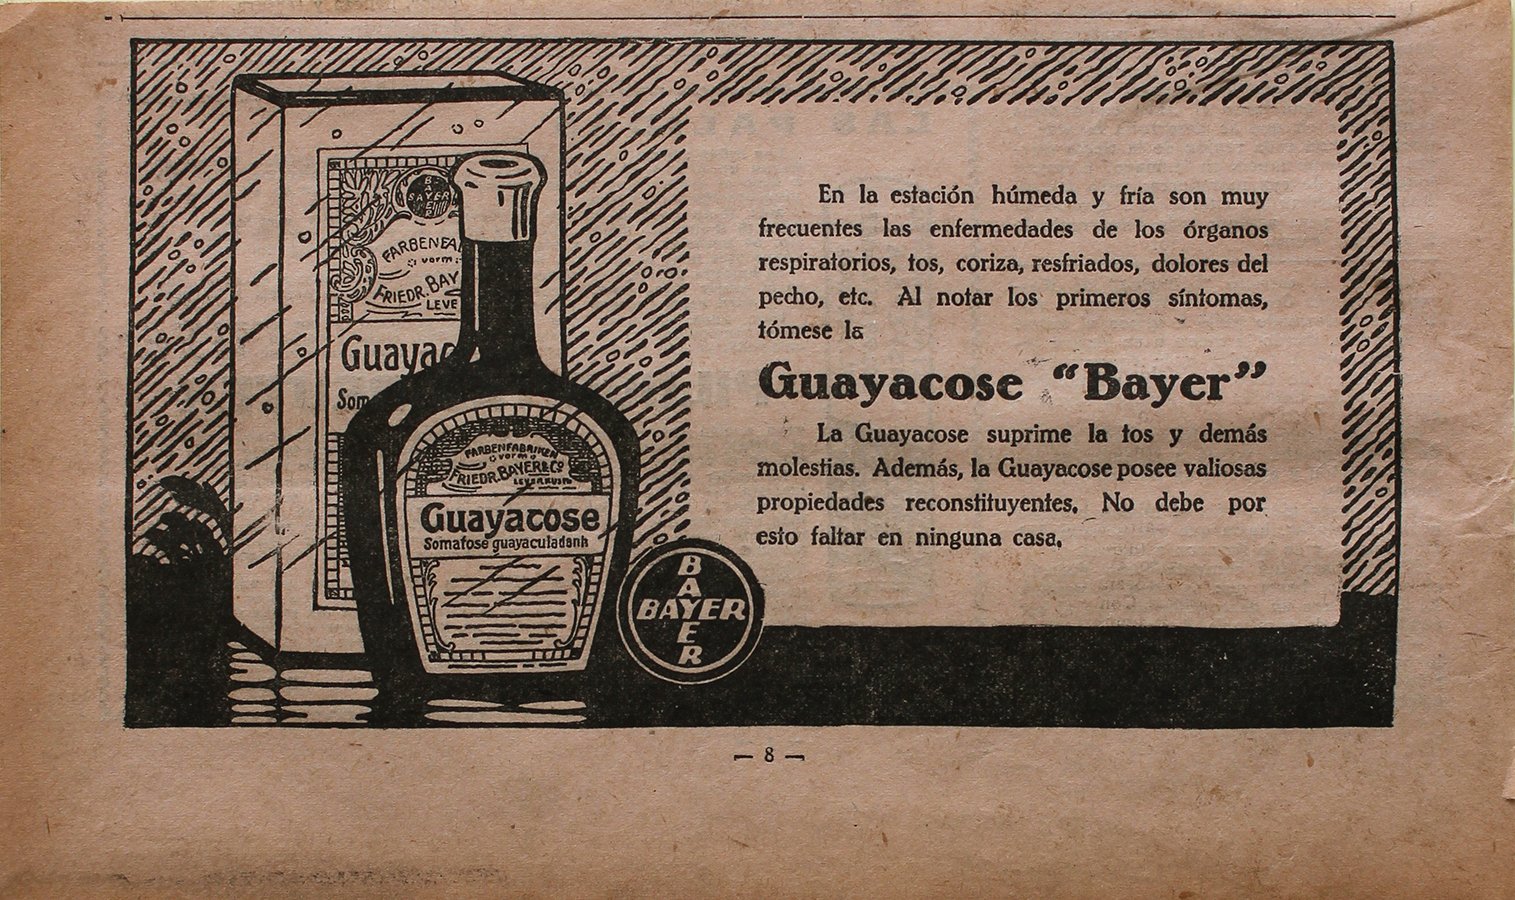 BAYER
BAYER
FARBENFA
vorm
FRIEDR. BAY
LEVE
Guayac
Som
FARBENFABRIKEN
vorm
FRIEDR. BAYER & Co
LEVERKUSEN
Guayacose
Somatose guayaculadanh
BAYER
BAYER
En la estación húmeda y fría son muy
frecuentes las enfermedades de los órganos
respiratorios, tos, coriza, resfriados, dolores del
pecho, etc. Al notar los primeros síntomas,
tómese la
Guayacose “Bayer”
La Guayacose suprime la tos y demás
molestias. Además, la Guayacose posee valiosas
propiedades reconstituyentes. No debe por
esto faltar en ninguna casa.
— 8 —